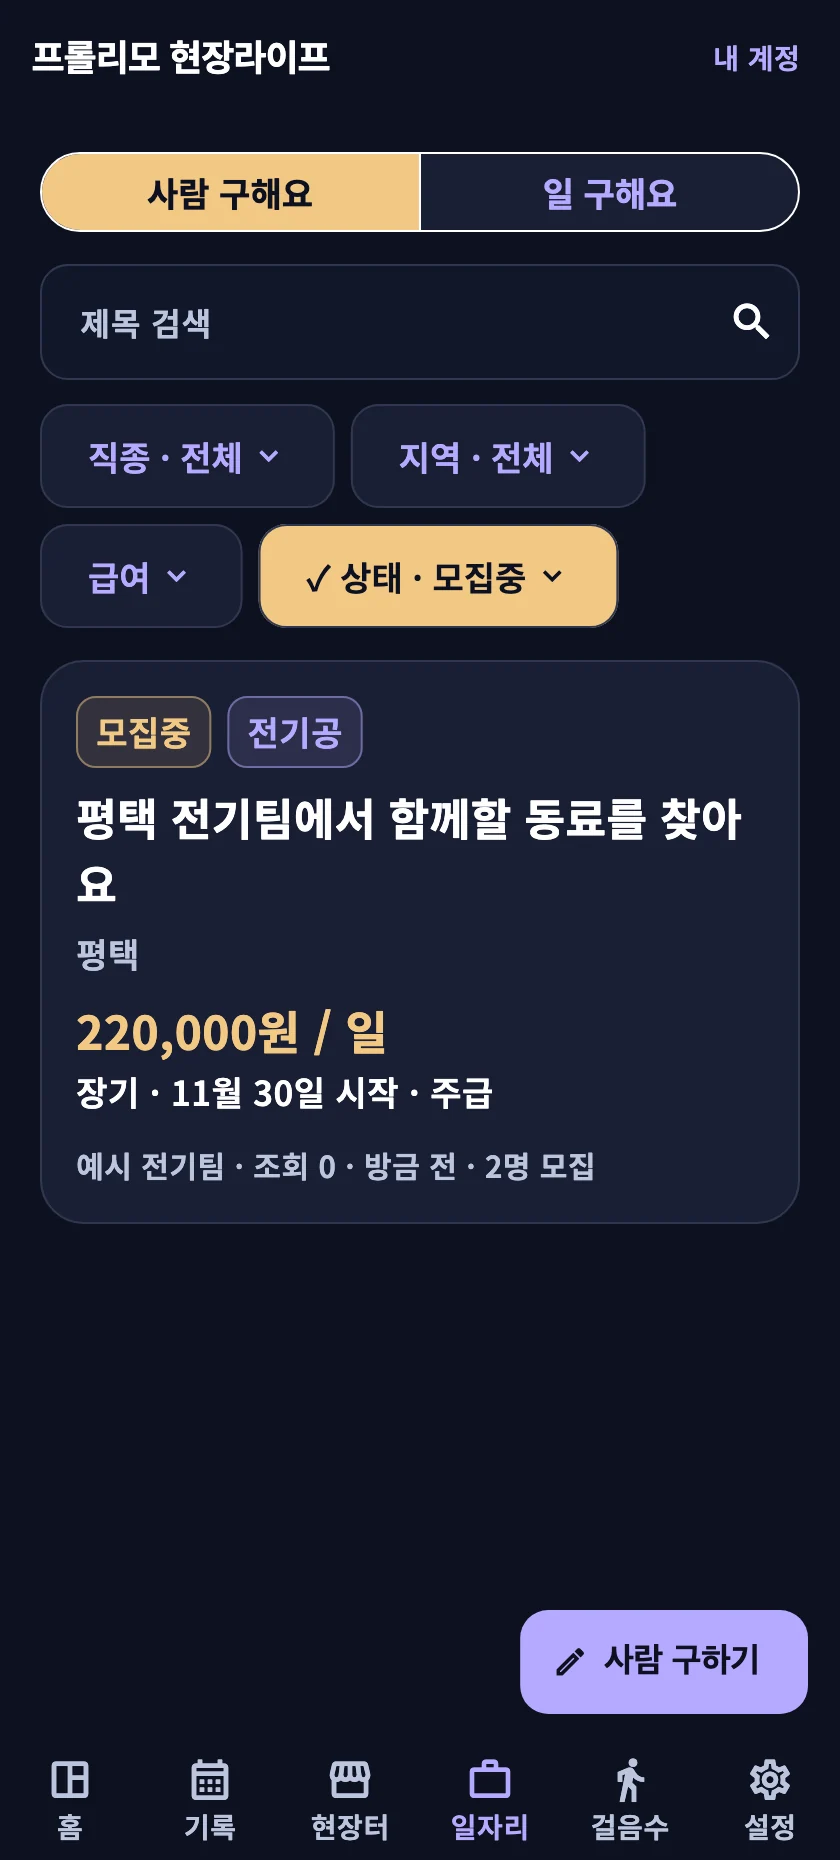 프롤리모 현장라이프
내 계정
사람 구해요
일 구해요
제목 검색
직종 · 전체
지역 · 전체
급여
✓ 상태 · 모집중
모집중
전기공
평택 전기팀에서 함께할 동료를 찾아
요
평택
220,000원 / 일
장기 · 11월 30일 시작 · 주급
예시 전기팀 · 조회 0 · 방금 전 · 2명 모집
사람 구하기
홈
기록
현장터
일자리
걸음수
설정